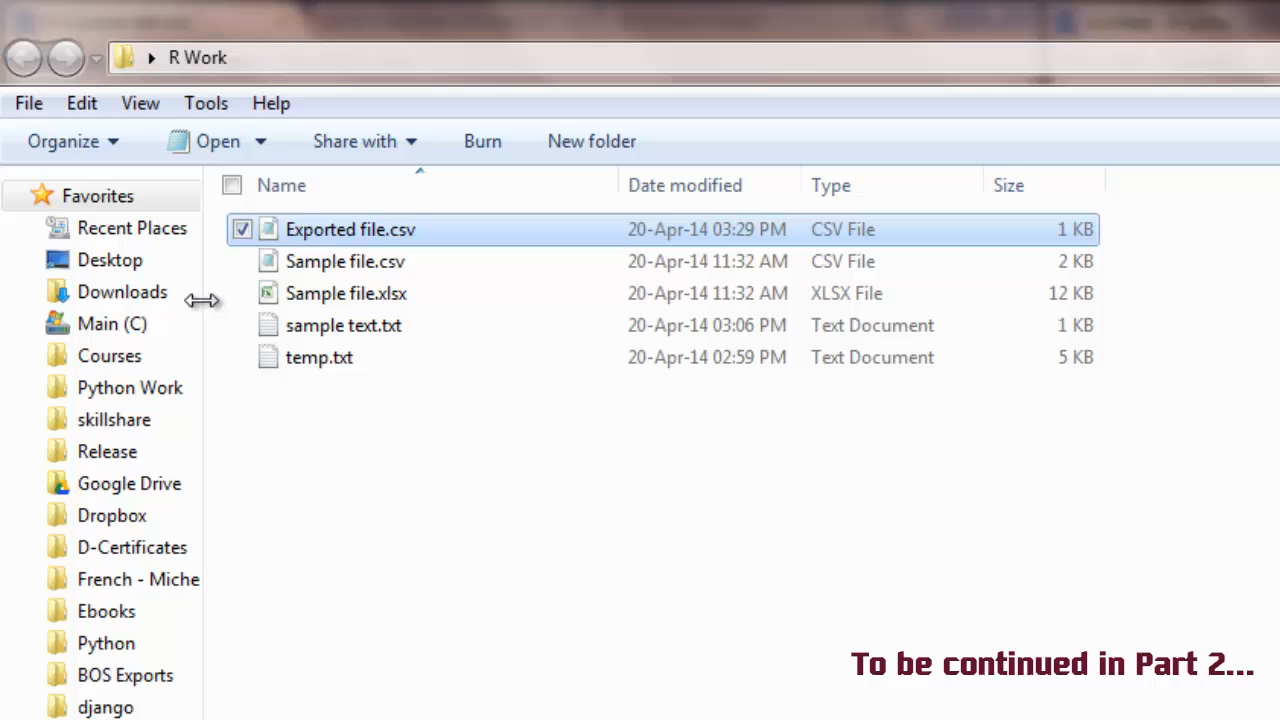 R Work
File Edit View Tools Help
Organize Open Share with Burn New folder
Name Date modified Type Size
Exported file.csv 20-Apr-14 03:29 PM CSV File 1 KB
Sample file.csv 20-Apr-14 11:32 AM CSV File 2 KB
Sample file.xlsx 20-Apr-14 11:32 AM XLSX File 12 KB
sample text.txt 20-Apr-14 03:06 PM Text Document 1 KB
temp.txt 20-Apr-14 02:59 PM Text Document 5 KB
Favorites
Recent Places
Desktop
Downloads
Main (C)
Courses
Python Work
skillshare
Release
Google Drive
Dropbox
D-Certificates
French - Miche
Ebooks
Python
BOS Exports
django
To be continued in Part 2...